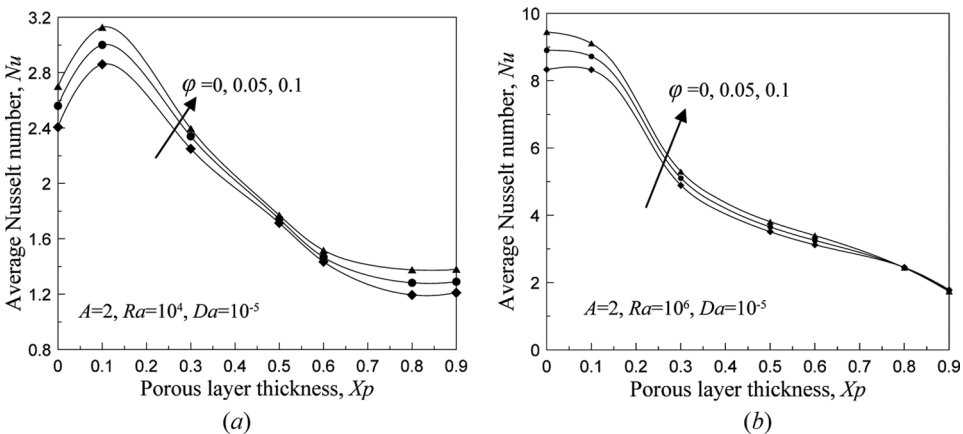 3.2
2.8
2.4
2
1.6
1.2
0.8
Average Nusselt number, Nu
φ =0, 0.05, 0.1
A=2, Ra=10⁴, Da=10⁻⁵
0 0.1 0.2 0.3 0.4 0.5 0.6 0.7 0.8 0.9
Porous layer thickness, Xp
(a)
10
8
6
4
2
0
Average Nusselt number, Nu
φ =0, 0.05, 0.1
A=2, Ra=10⁶, Da=10⁻⁵
0 0.1 0.2 0.3 0.4 0.5 0.6 0.7 0.8 0.9
Porous layer thickness, Xp
(b)